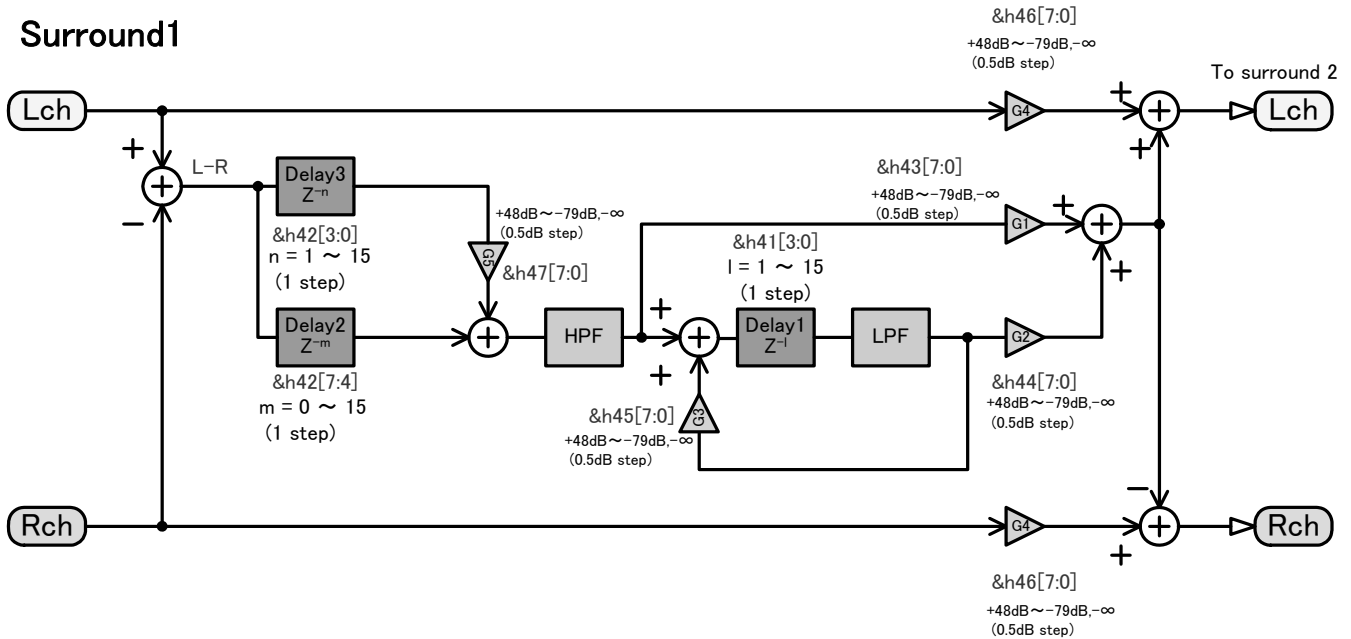 Surround1
&h46[7:0]
+48dB～−79dB,−∞
(0.5dB step)
To surround 2
Lch
G4
+
+
Lch
+
+
L−R
Delay3
Z⁻ⁿ
&h43[7:0]
+48dB～−79dB,−∞
(0.5dB step)
G1
+
+
+
−
&h42[3:0]
n = 1 ～ 15
(1 step)
+48dB～−79dB,−∞
(0.5dB step)
G5
&h47[7:0]
&h41[3:0]
l = 1 ～ 15
(1 step)
+
Delay2
Z⁻ᵐ
+
HPF
+
+
Delay1
Z⁻ˡ
LPF
G2
&h42[7:4]
m = 0 ～ 15
(1 step)
+
&h45[7:0]
+48dB～−79dB,−∞
(0.5dB step)
G3
&h44[7:0]
+48dB～−79dB,−∞
(0.5dB step)
−
Rch
G4
+
+
Rch
&h46[7:0]
+48dB～−79dB,−∞
(0.5dB step)